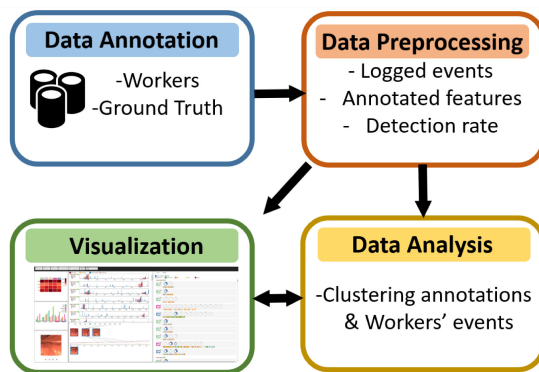 Data Annotation
-Workers
-Ground Truth
Data Preprocessing
- Logged events
- Annotated features
- Detection rate
Visualization
Data Analysis
-Clustering annotations
& Workers' events